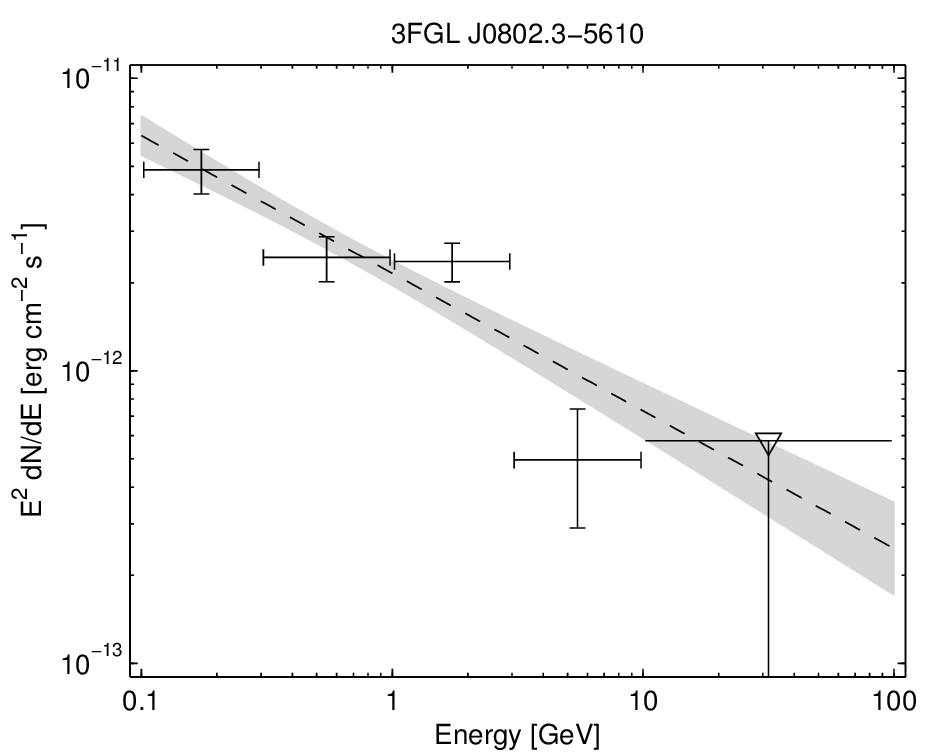 3FGL J0802.3−5610
E² dN/dE [erg cm⁻² s⁻¹]
10⁻¹¹
10⁻¹²
10⁻¹³
0.1 1 10 100
Energy [GeV]